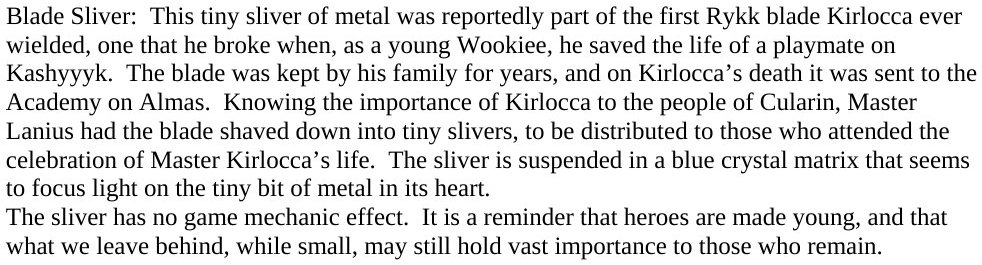 Blade Sliver:  This tiny sliver of metal was reportedly part of the first Rykk blade Kirlocca ever
wielded, one that he broke when, as a young Wookiee, he saved the life of a playmate on
Kashyyyk.  The blade was kept by his family for years, and on Kirlocca’s death it was sent to the
Academy on Almas.  Knowing the importance of Kirlocca to the people of Cularin, Master
Lanius had the blade shaved down into tiny slivers, to be distributed to those who attended the
celebration of Master Kirlocca’s life.  The sliver is suspended in a blue crystal matrix that seems
to focus light on the tiny bit of metal in its heart.
The sliver has no game mechanic effect.  It is a reminder that heroes are made young, and that
what we leave behind, while small, may still hold vast importance to those who remain.